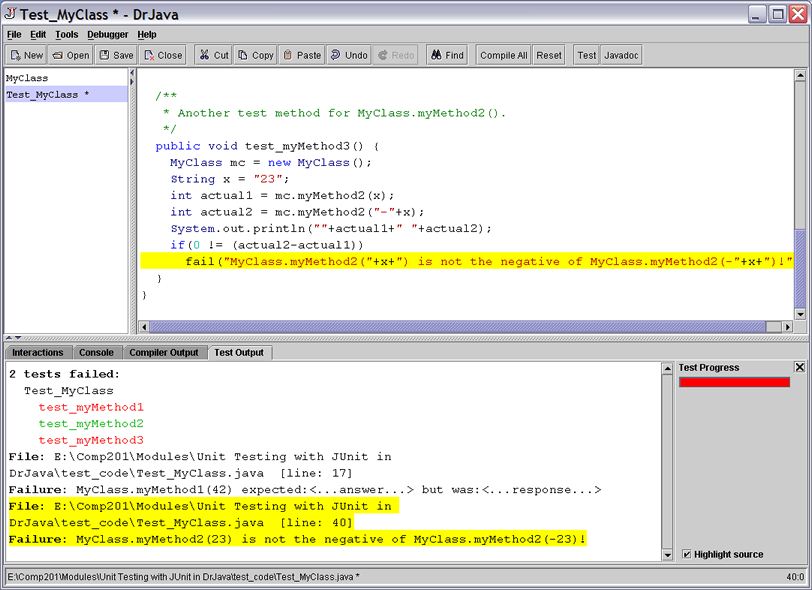 Test_MyClass * - DrJava
File Edit Tools Debugger Help
New Open Save Close Cut Copy Paste Undo Redo Find Compile All Reset Test Javadoc
MyClass
Test_MyClass *
/**
* Another test method for MyClass.myMethod2().
*/
public void test_myMethod3() {
MyClass mc = new MyClass();
String x = "23";
int actual1 = mc.myMethod2(x);
int actual2 = mc.myMethod2("-"+x);
System.out.println(""+actual1+" "+actual2);
if(0 != (actual2-actual1))
fail("MyClass.myMethod2("+x+") is not the negative of MyClass.myMethod2(-"+x+")!"
}
}
Interactions Console Compiler Output Test Output
2 tests failed:
Test_MyClass
test_myMethod1
test_myMethod2
test_myMethod3
File: E:\Comp201\Modules\Unit Testing with JUnit in
DrJava\test_code\Test_MyClass.java [line: 17]
Failure: MyClass.myMethod1(42) expected:<...answer...> but was:<...response...>
File: E:\Comp201\Modules\Unit Testing with JUnit in
DrJava\test_code\Test_MyClass.java [line: 40]
Failure: MyClass.myMethod2(23) is not the negative of MyClass.myMethod2(-23)!
Test Progress
Highlight source
E:\Comp201\Modules\Unit Testing with JUnit in DrJava\test_code\Test_MyClass.java * 40:0